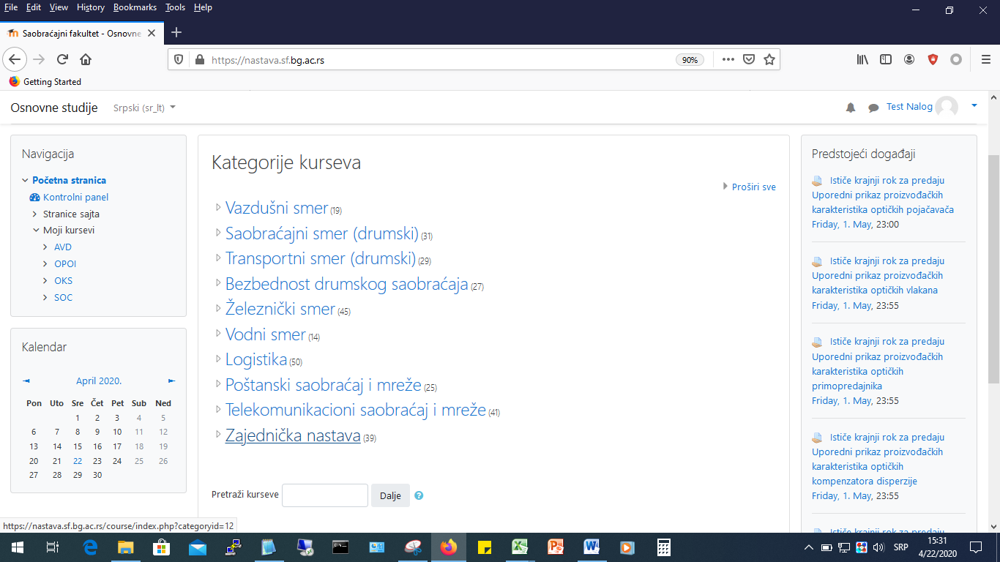 File Edit View History Bookmarks Tools Help
Saobraćajni fakultet - Osnovne
https://nastava.sf.bg.ac.rs
90%
Getting Started
Osnovne studije
Srpski (sr_lt)
Test Nalog
Navigacija
Početna stranica
Kontrolni panel
Stranice sajta
Moji kursevi
AVD
OPOI
OKS
SOC
Kalendar
◄ April 2020. ►
Pon Uto Sre Čet Pet Sub Ned
1 2 3 4 5
6 7 8 9 10 11 12
13 14 15 16 17 18 19
20 21 22 23 24 25 26
27 28 29 30
Kategorije kurseva
Proširi sve
Vazdušni smer (19)
Saobraćajni smer (drumski) (31)
Transportni smer (drumski) (29)
Bezbednost drumskog saobraćaja (27)
Železnički smer (45)
Vodni smer (14)
Logistika (50)
Poštanski saobraćaj i mreže (25)
Telekomunikacioni saobraćaj i mreže (41)
Zajednička nastava (39)
Pretraži kurseve
Dalje
Predstojeći događaji
Ističe krajnji rok za predaju
Uporedni prikaz proizvođačkih
karakteristika optičkih pojačavača
Friday, 1. May, 23:00
Ističe krajnji rok za predaju
Uporedni prikaz proizvođačkih
karakteristika optičkih vlakana
Friday, 1. May, 23:55
Ističe krajnji rok za predaju
Uporedni prikaz proizvođačkih
karakteristika optičkih
primopredajnika
Friday, 1. May, 23:55
Ističe krajnji rok za predaju
Uporedni prikaz proizvođačkih
karakteristika optičkih
kompenzatora disperzije
Friday, 1. May, 23:55
Ističe krajnji rok za predaju
https://nastava.sf.bg.ac.rs/course/index.php?categoryid=12
SRP
15:31
4/22/2020